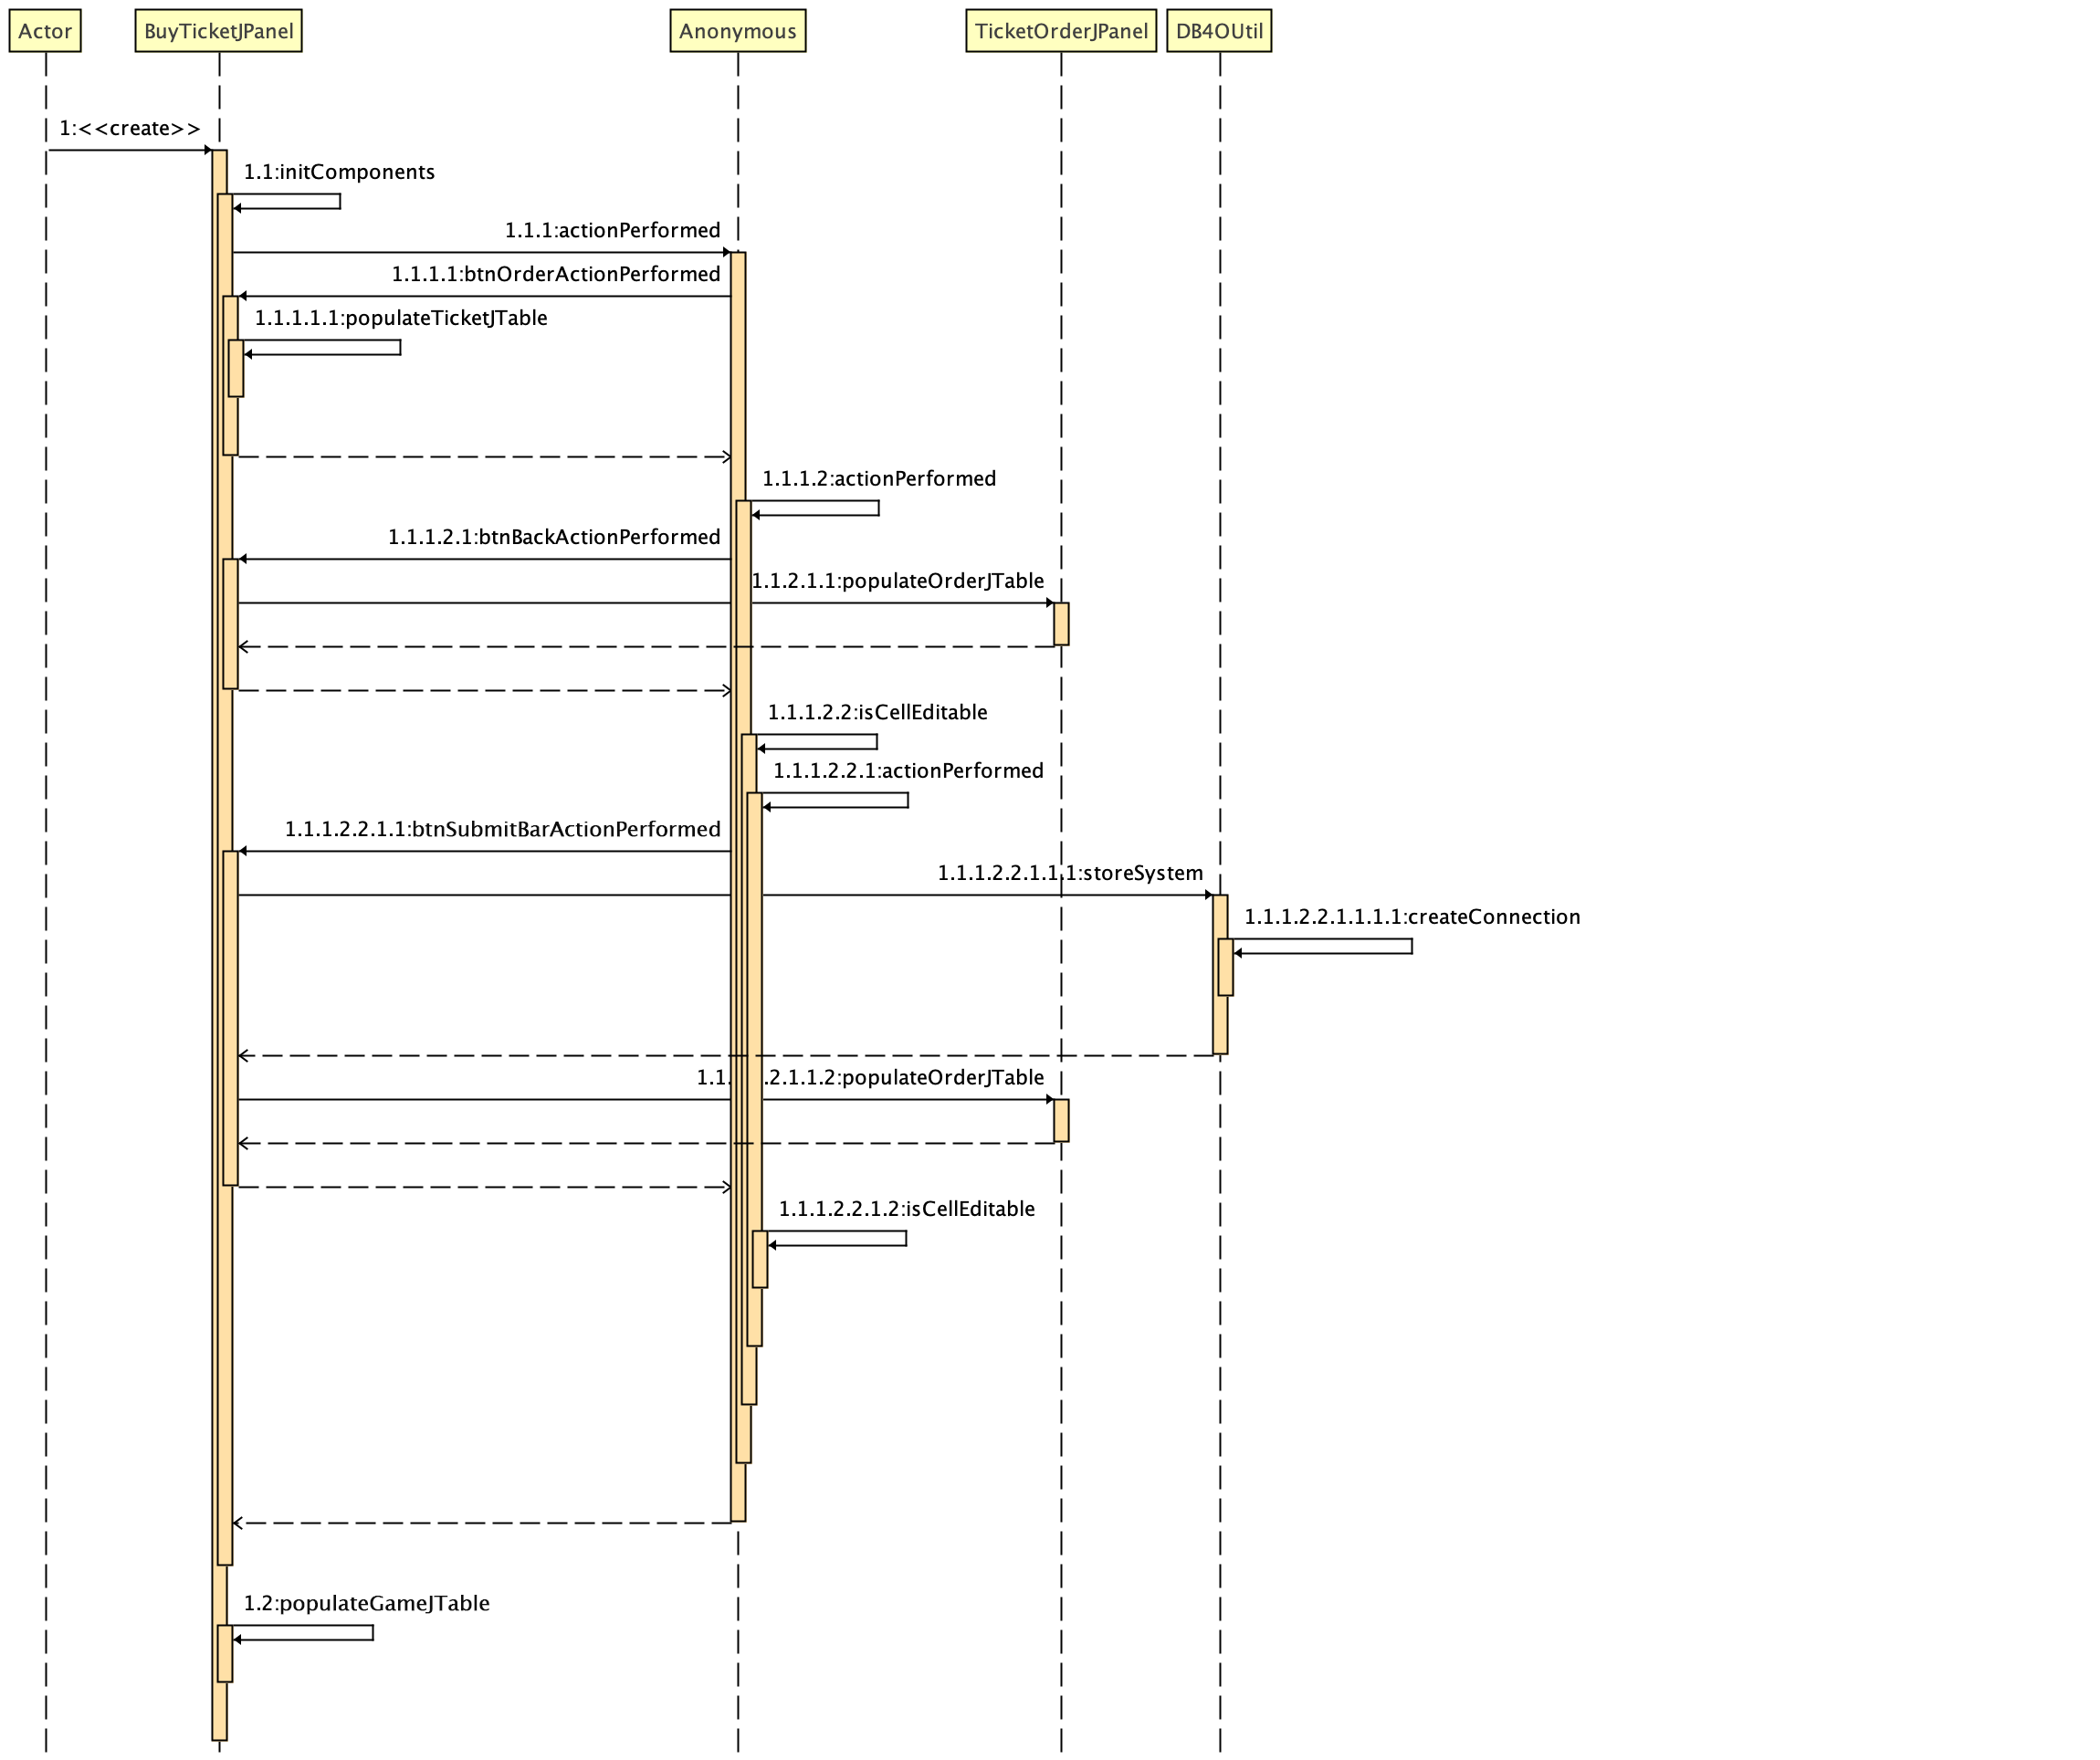 Actor
BuyTicketJPanel
Anonymous
TicketOrderJPanel
DB4OUtil
1:<<create>>
1.1:initComponents
1.1.1:actionPerformed
1.1.1.1:btnOrderActionPerformed
1.1.1.1.1:populateTicketJTable
1.1.1.2:actionPerformed
1.1.1.2.1:btnBackActionPerformed
1.1.2.1.1:populateOrderJTable
1.1.1.2.2:isCellEditable
1.1.1.2.2.1:actionPerformed
1.1.1.2.2.1.1:btnSubmitBarActionPerformed
1.1.1.2.2.1.1.1:storeSystem
1.1.1.2.2.1.1.1.1:createConnection
1.1. .2.1.1.2:populateOrderJTable
1.1.1.2.2.1.2:isCellEditable
1.2:populateGameJTable